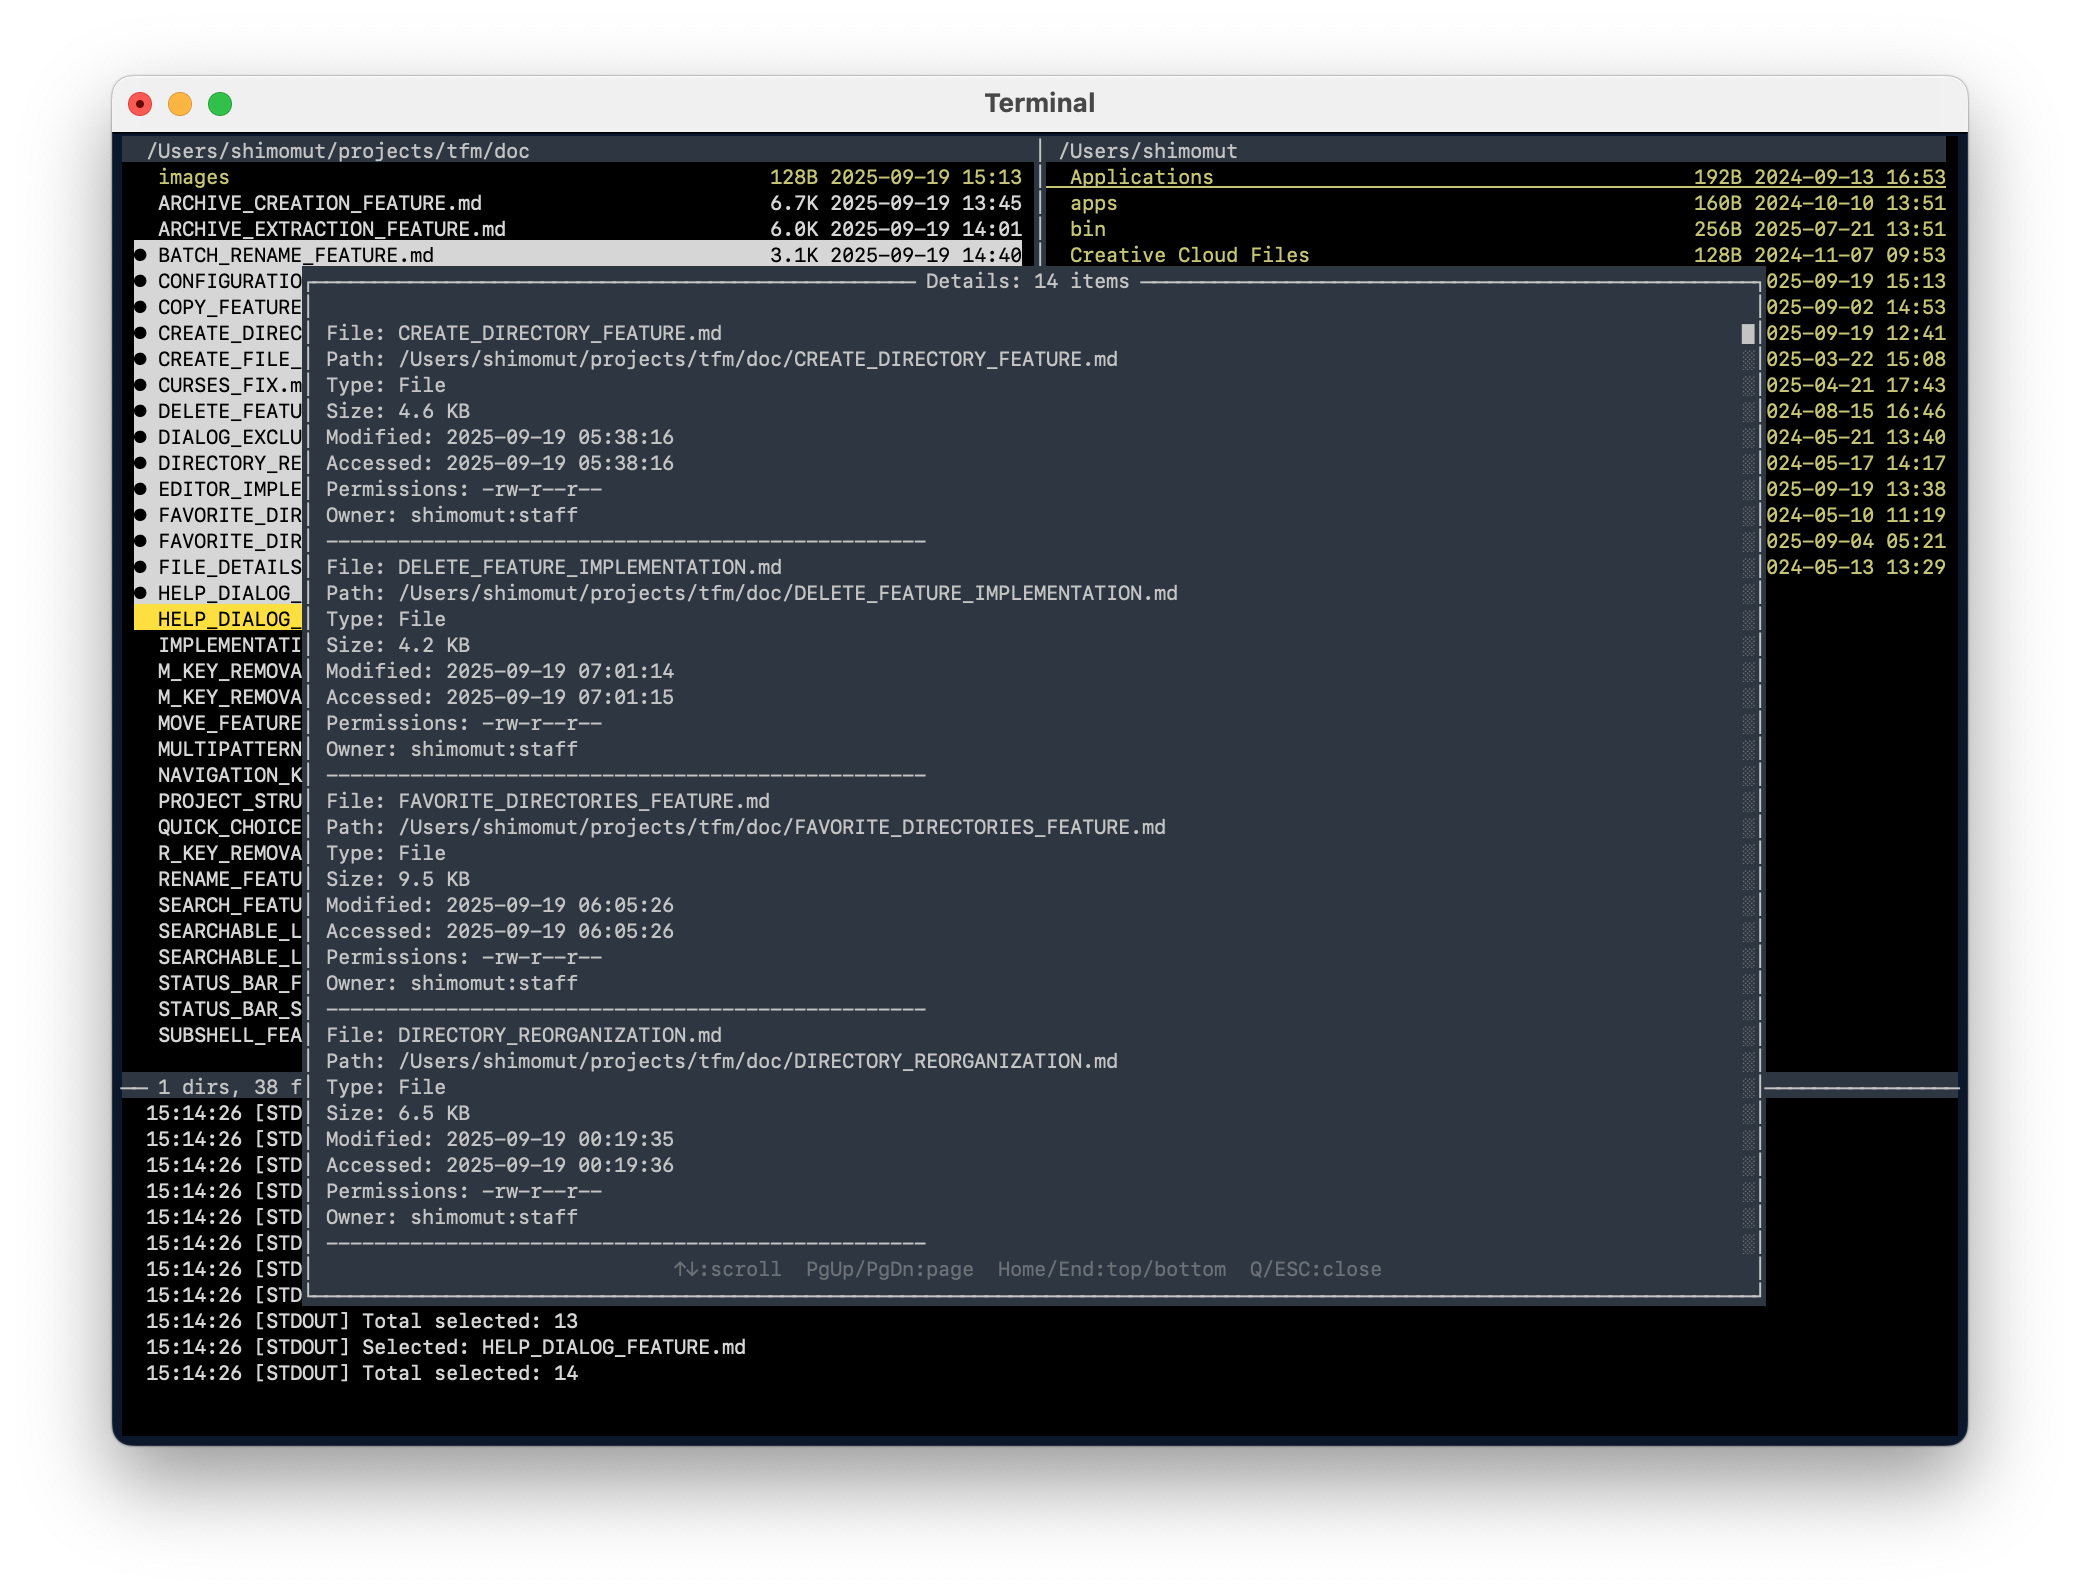 Terminal
/Users/shimomut/projects/tfm/doc | /Users/shimomut
images 128B 2025-09-19 15:13 | Applications 192B 2024-09-13 16:53
ARCHIVE_CREATION_FEATURE.md 6.7K 2025-09-19 13:45 | apps 160B 2024-10-10 13:51
ARCHIVE_EXTRACTION_FEATURE.md 6.0K 2025-09-19 14:01 | bin 256B 2025-07-21 13:51
● BATCH_RENAME_FEATURE.md 3.1K 2025-09-19 14:40 | Creative Cloud Files 128B 2024-11-07 09:53
● CONFIGURATIO Details: 14 items 025-09-19 15:13
● COPY_FEATURE 025-09-02 14:53
● CREATE_DIREC File: CREATE_DIRECTORY_FEATURE.md 025-09-19 12:41
● CREATE_FILE_ Path: /Users/shimomut/projects/tfm/doc/CREATE_DIRECTORY_FEATURE.md 025-03-22 15:08
● CURSES_FIX.m Type: File 025-04-21 17:43
● DELETE_FEATU Size: 4.6 KB 024-08-15 16:46
● DIALOG_EXCLU Modified: 2025-09-19 05:38:16 024-05-21 13:40
● DIRECTORY_RE Accessed: 2025-09-19 05:38:16 024-05-17 14:17
● EDITOR_IMPLE Permissions: -rw-r--r-- 025-09-19 13:38
● FAVORITE_DIR Owner: shimomut:staff 024-05-10 11:19
● FAVORITE_DIR -------------------------------------------------- 025-09-04 05:21
● FILE_DETAILS File: DELETE_FEATURE_IMPLEMENTATION.md 024-05-13 13:29
● HELP_DIALOG_ Path: /Users/shimomut/projects/tfm/doc/DELETE_FEATURE_IMPLEMENTATION.md
HELP_DIALOG_ Type: File
IMPLEMENTATI Size: 4.2 KB
M_KEY_REMOVA Modified: 2025-09-19 07:01:14
M_KEY_REMOVA Accessed: 2025-09-19 07:01:15
MOVE_FEATURE Permissions: -rw-r--r--
MULTIPATTERN Owner: shimomut:staff
NAVIGATION_K --------------------------------------------------
PROJECT_STRU File: FAVORITE_DIRECTORIES_FEATURE.md
QUICK_CHOICE Path: /Users/shimomut/projects/tfm/doc/FAVORITE_DIRECTORIES_FEATURE.md
R_KEY_REMOVA Type: File
RENAME_FEATU Size: 9.5 KB
SEARCH_FEATU Modified: 2025-09-19 06:05:26
SEARCHABLE_L Accessed: 2025-09-19 06:05:26
SEARCHABLE_L Permissions: -rw-r--r--
STATUS_BAR_F Owner: shimomut:staff
STATUS_BAR_S --------------------------------------------------
SUBSHELL_FEA File: DIRECTORY_REORGANIZATION.md
Path: /Users/shimomut/projects/tfm/doc/DIRECTORY_REORGANIZATION.md
1 dirs, 38 f Type: File
15:14:26 [STD Size: 6.5 KB
15:14:26 [STD Modified: 2025-09-19 00:19:35
15:14:26 [STD Accessed: 2025-09-19 00:19:36
15:14:26 [STD Permissions: -rw-r--r--
15:14:26 [STD Owner: shimomut:staff
15:14:26 [STD --------------------------------------------------
15:14:26 [STD ↑↓:scroll PgUp/PgDn:page Home/End:top/bottom Q/ESC:close
15:14:26 [STD
15:14:26 [STDOUT] Total selected: 13
15:14:26 [STDOUT] Selected: HELP_DIALOG_FEATURE.md
15:14:26 [STDOUT] Total selected: 14